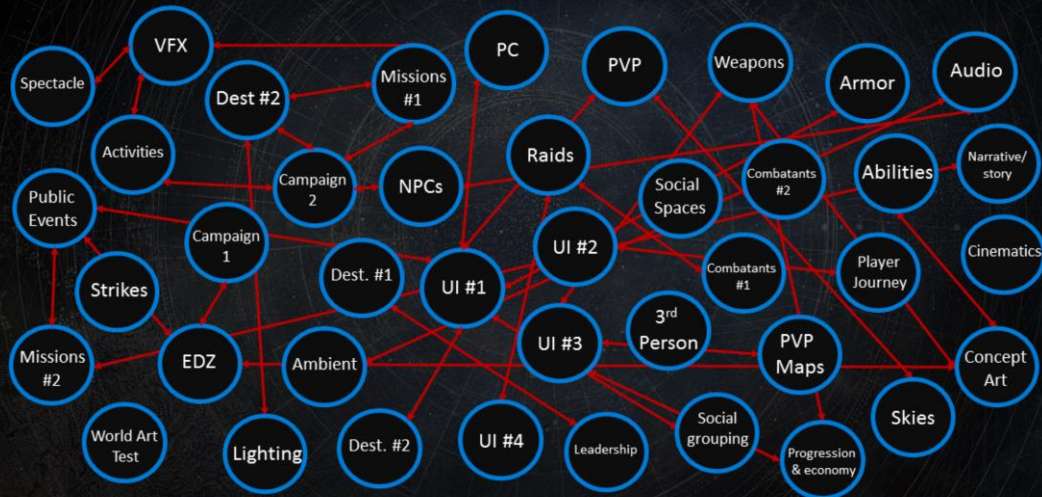 VFX
PC
Spectacle
Dest #2
Missions
#1
PVP
Weapons
Armor
Audio
Activities
Campaign
2
NPCs
Raids
Social
Spaces
Combatants
#2
Abilities
Narrative/
story
Public
Events
Campaign
1
Strikes
Dest. #1
UI #1
UI #2
Combatants
#1
Player
Journey
Cinematics
Missions
#2
EDZ
Ambient
UI #3
3rd
Person
PVP
Maps
Concept
Art
World Art
Test
Lighting
Dest. #2
UI #4
Leadership
Social
grouping
Progression
& economy
Skies